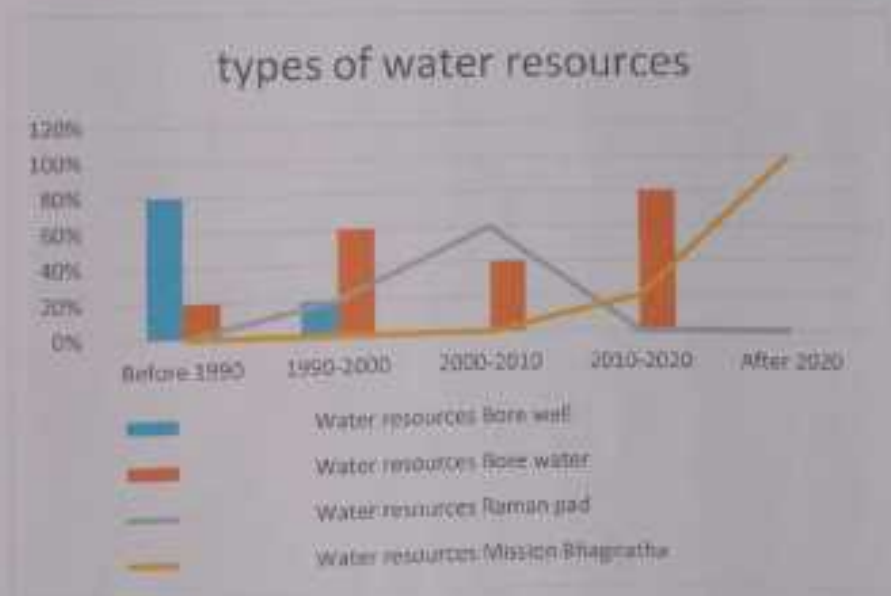 types of water resources
120%
100%
80%
60%
40%
20%
0%
Before 1990 1990-2000 2000-2010 2010-2020 After 2020
Water resources Bore well
Water resources Bore water
Water resources Raman pad
Water resources Mission Bhagiratha